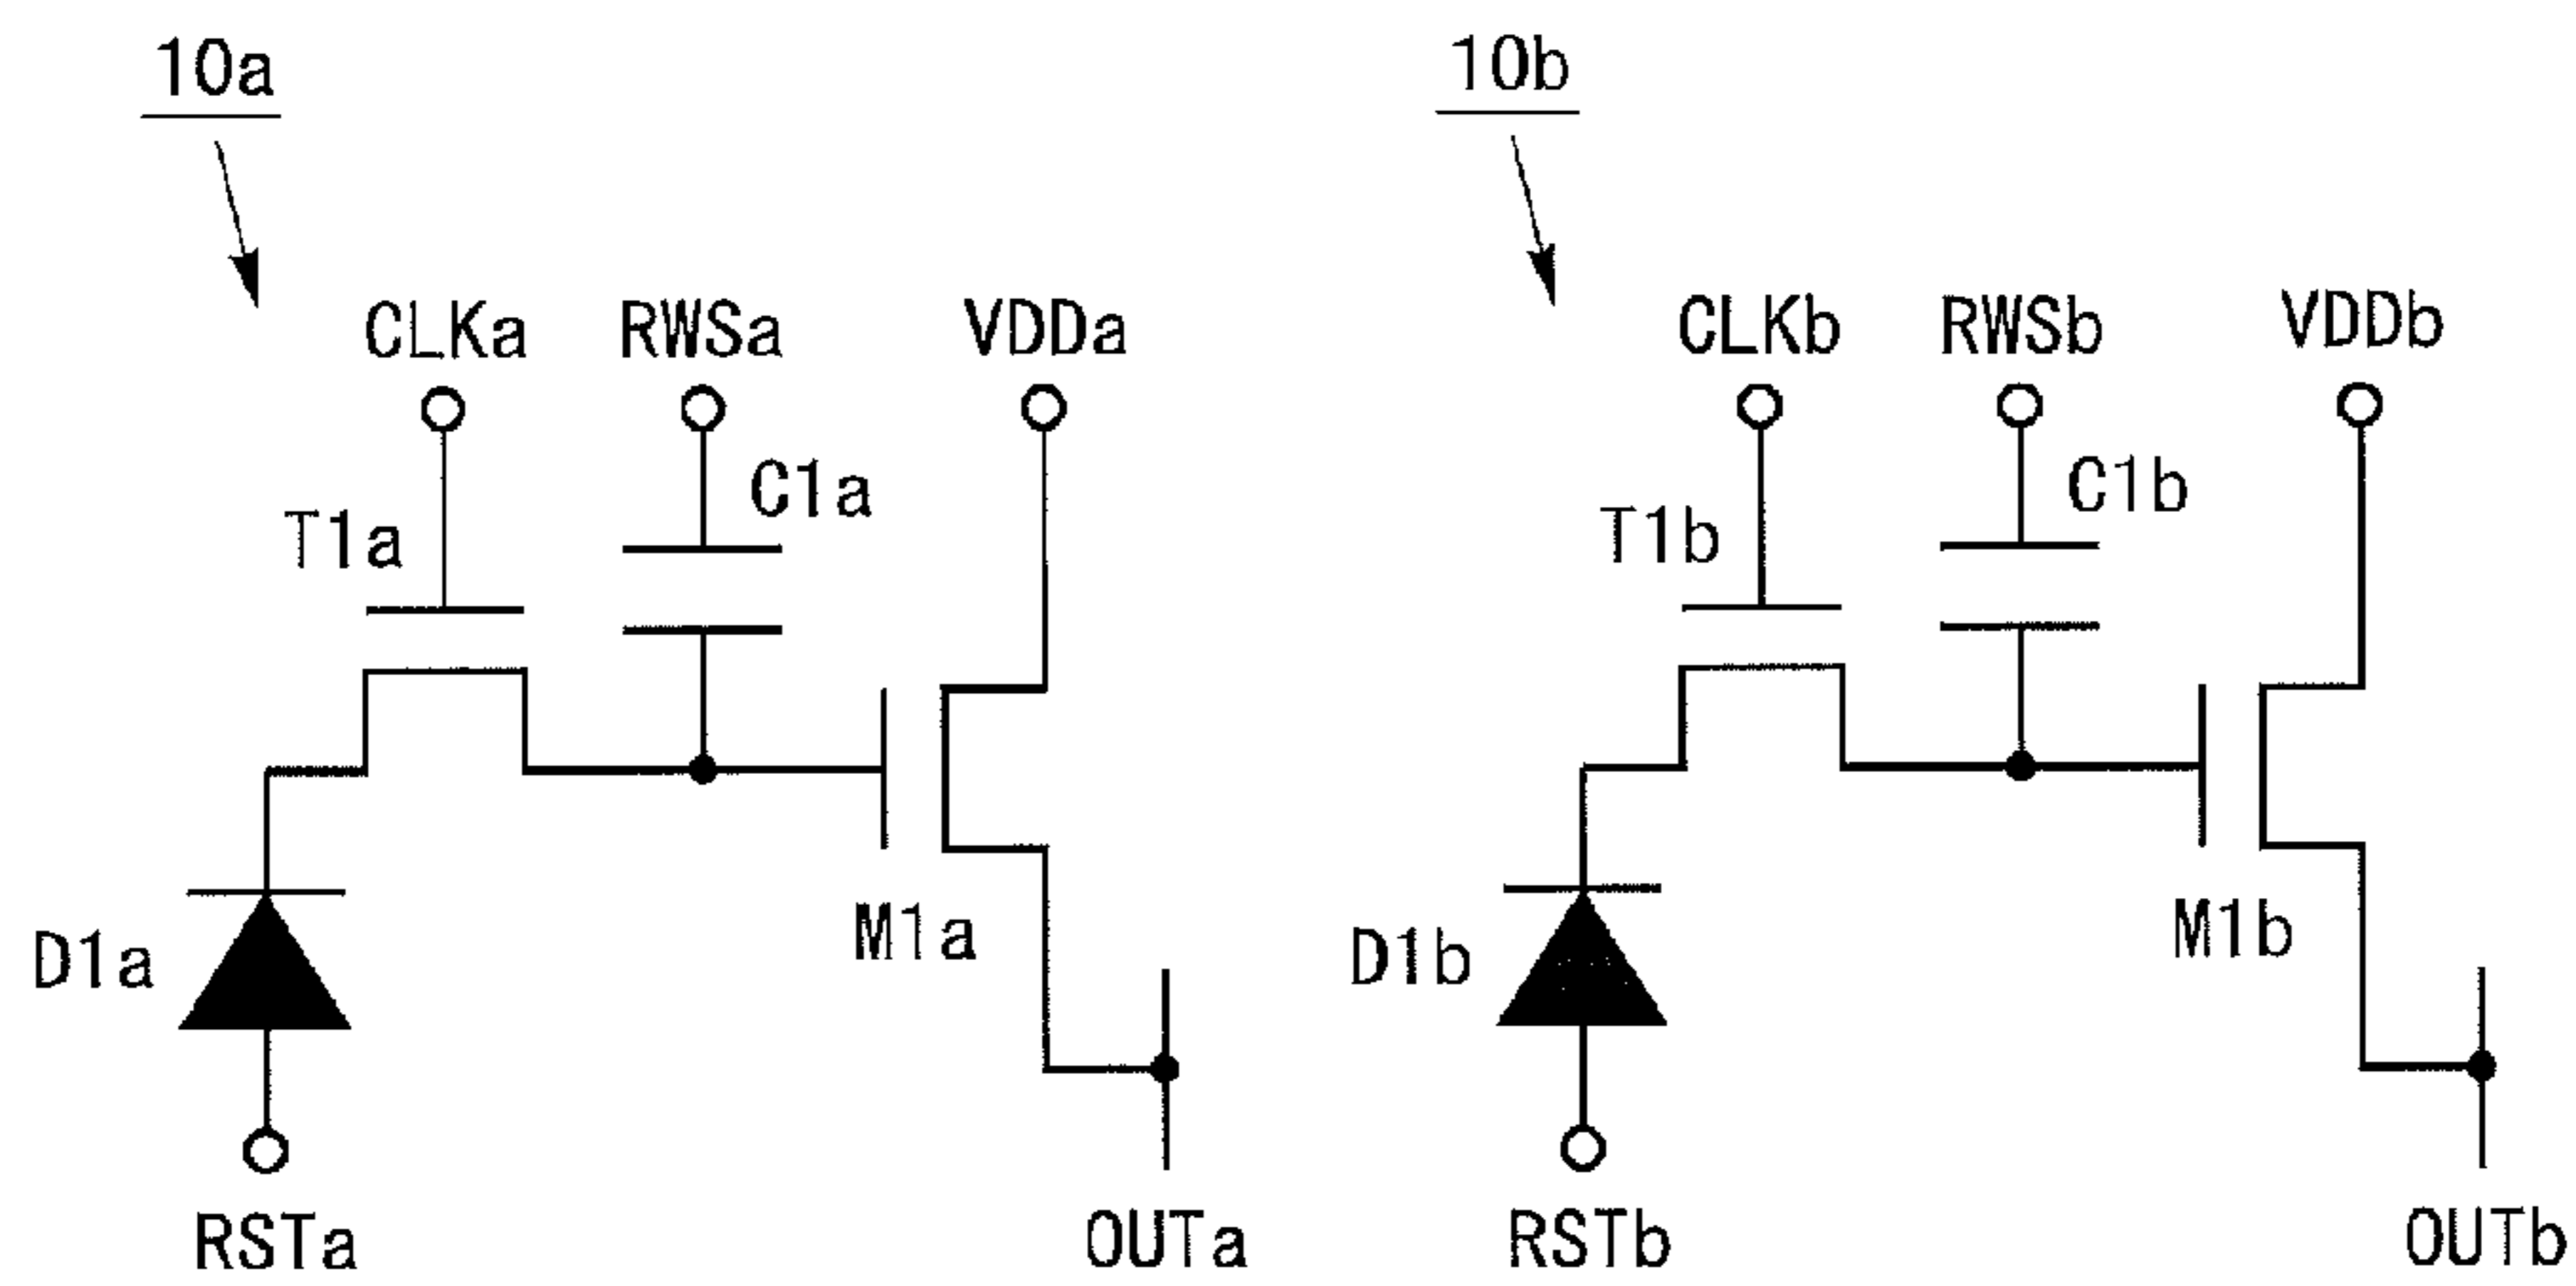 10a
CLKa
RWSa
VDDa
C1a
T1a
M1a
D1a
RSTa
OUTa
10b
CLKb
RWSb
VDDb
C1b
T1b
M1b
D1b
RSTb
OUTb